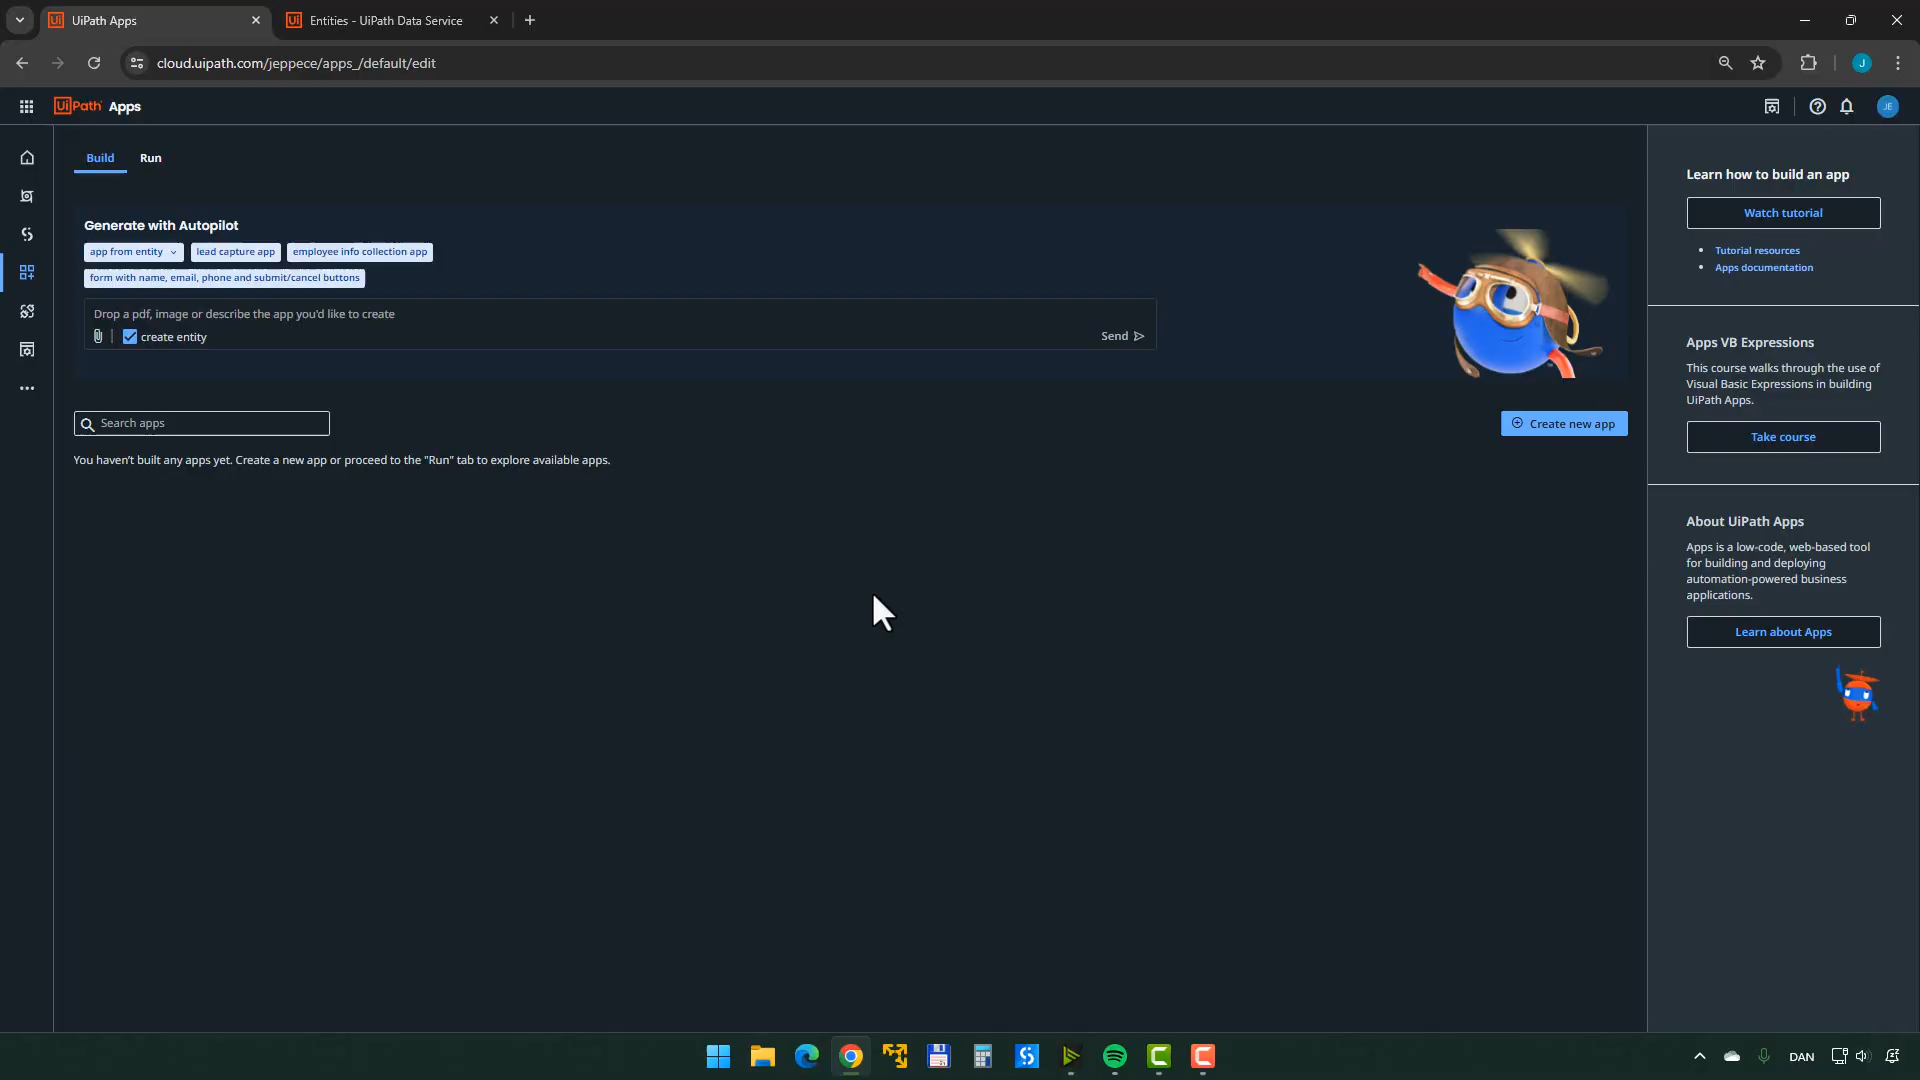 UiPath Apps
Entities - UiPath Data Service
cloud.uipath.com/jeppece/apps_/default/edit
J
UiPath Apps
JE
Build
Run
Generate with Autopilot
app from entity
lead capture app
employee info collection app
form with name, email, phone and submit/cancel buttons
Drop a pdf, image or describe the app you'd like to create
create entity
Send
Search apps
Create new app
You haven't built any apps yet. Create a new app or proceed to the "Run" tab to explore available apps.
Learn how to build an app
Watch tutorial
Tutorial resources
Apps documentation
Apps VB Expressions
This course walks through the use of
Visual Basic Expressions in building
UiPath Apps.
Take course
About UiPath Apps
Apps is a low-code, web-based tool
for building and deploying
automation-powered business
applications.
Learn about Apps
DAN